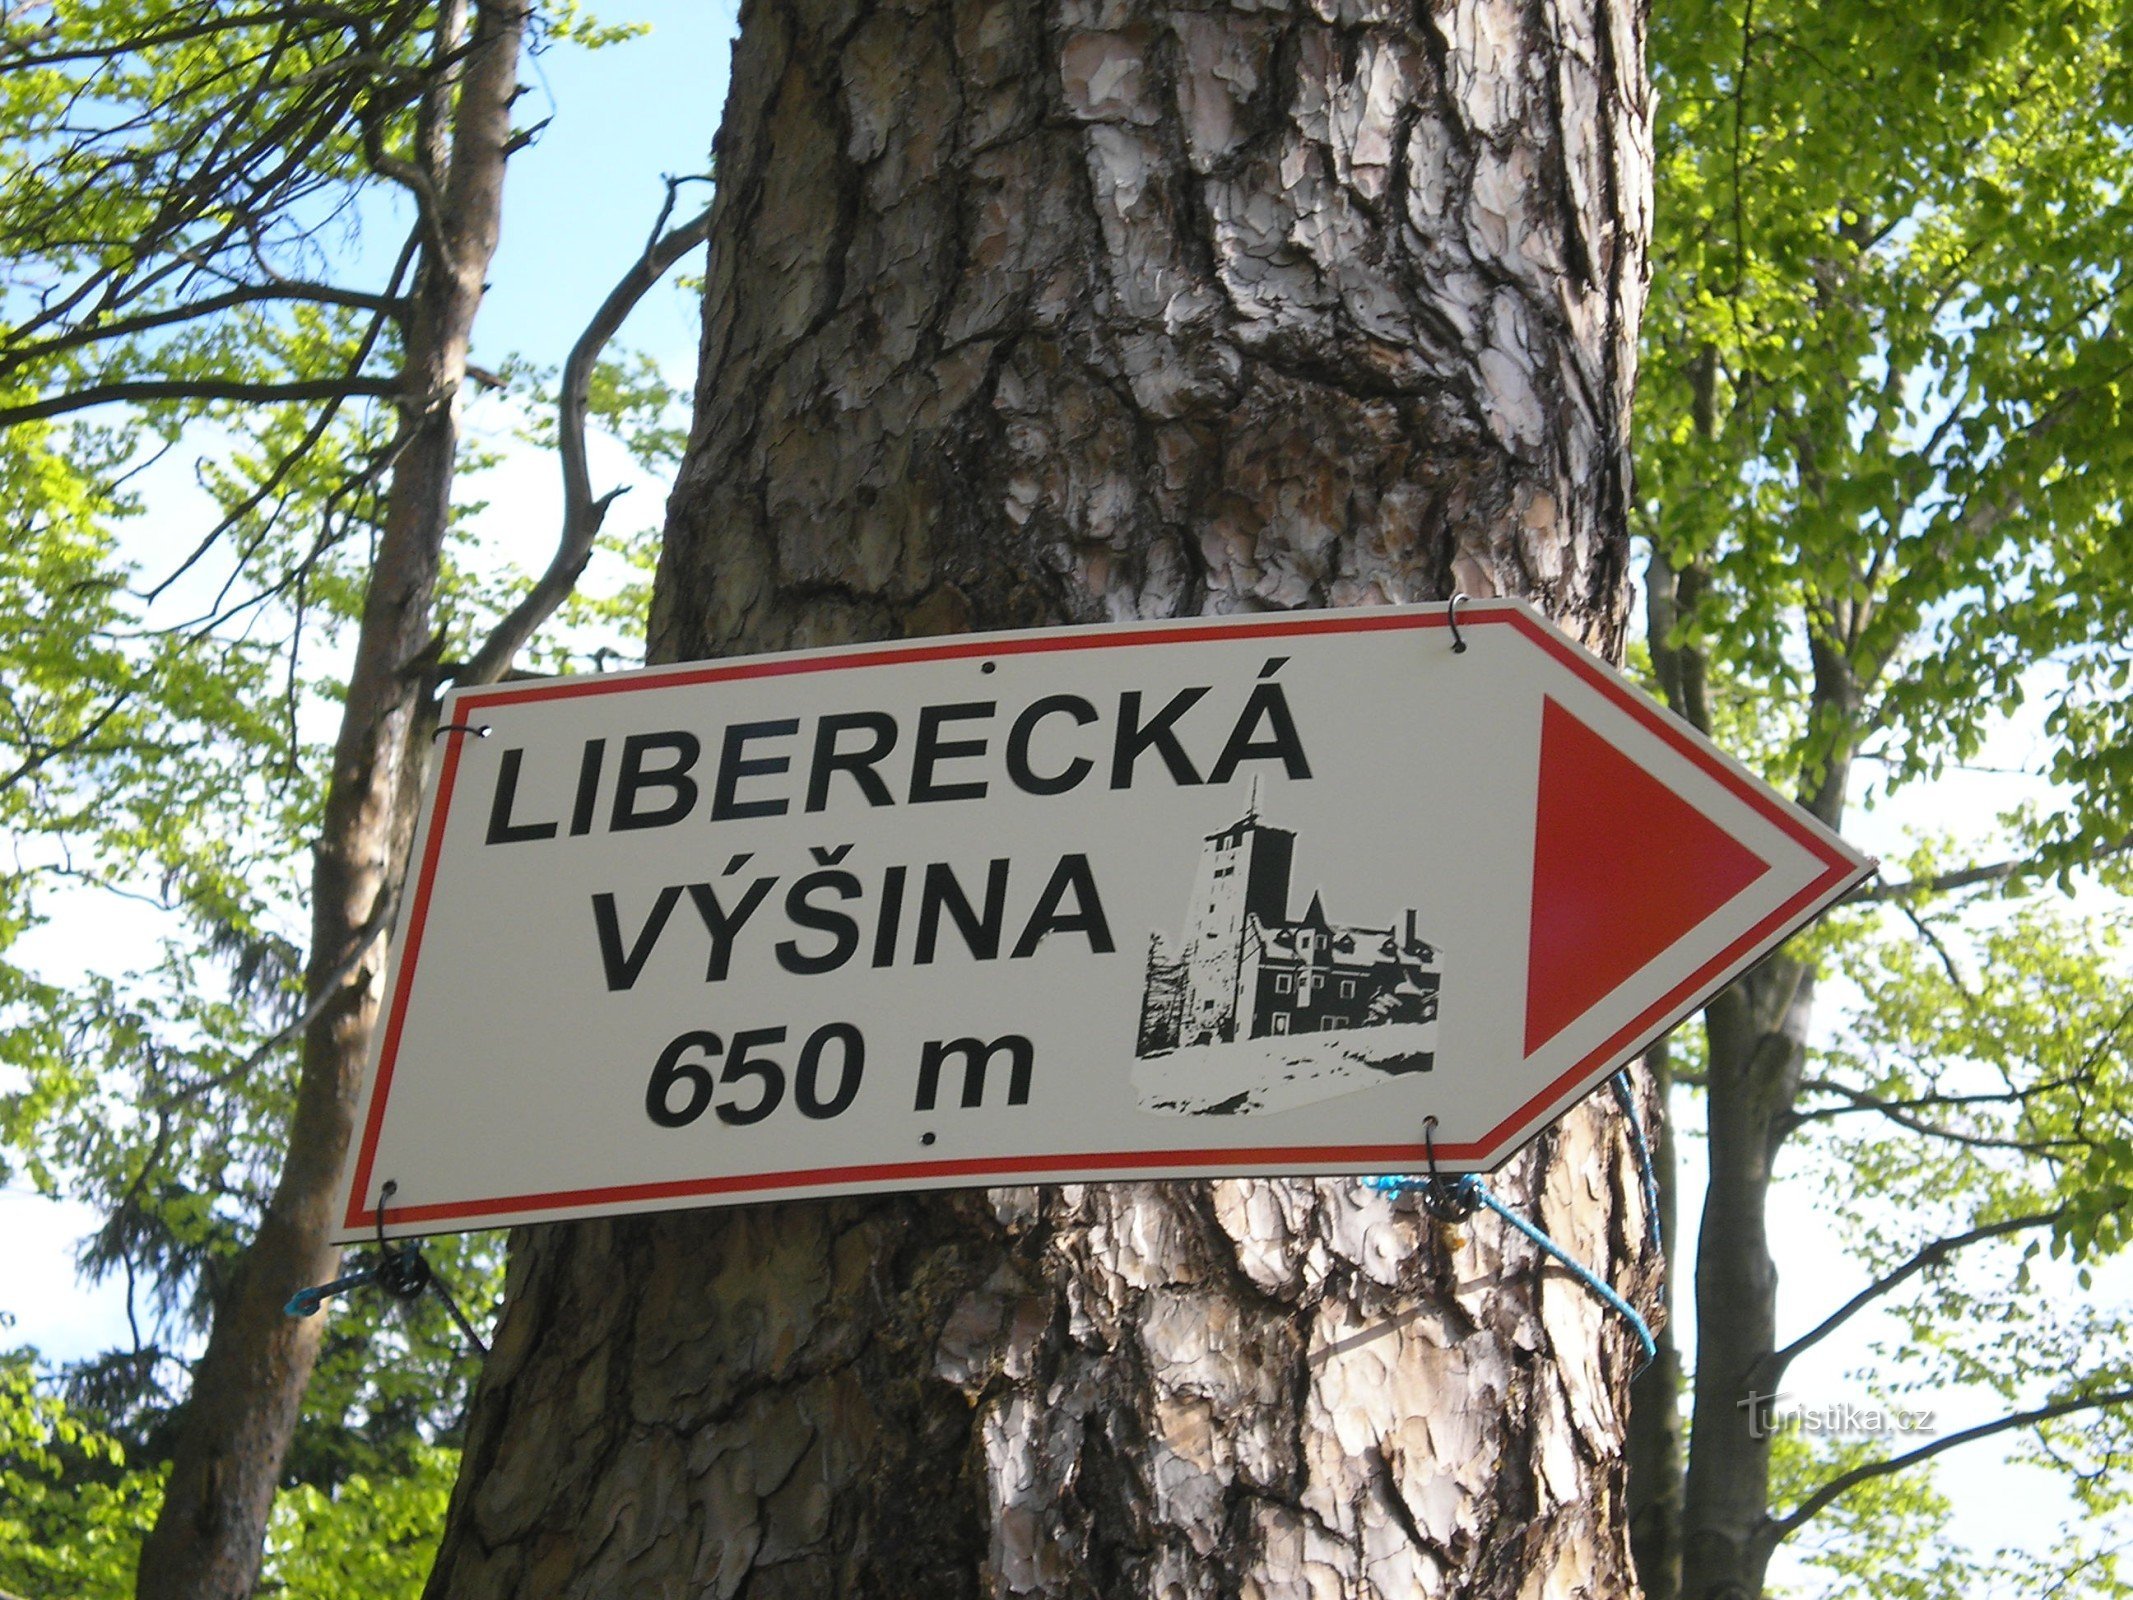 LIBERECKÁ
VÝŠINA
650 m
Turistika.cz